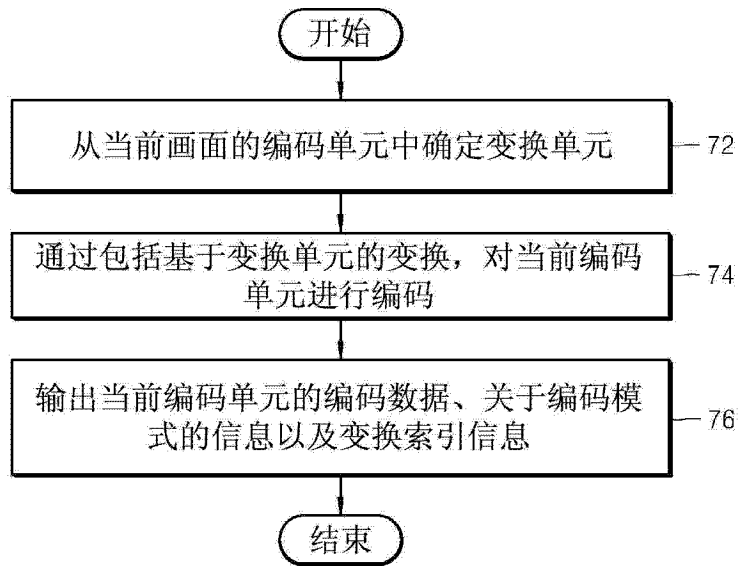 开始
从当前画面的编码单元中确定变换单元
72
通过包括基于变换单元的变换，对当前编码
单元进行编码
74
输出当前编码单元的编码数据、关于编码模
式的信息以及变换索引信息
76
结束